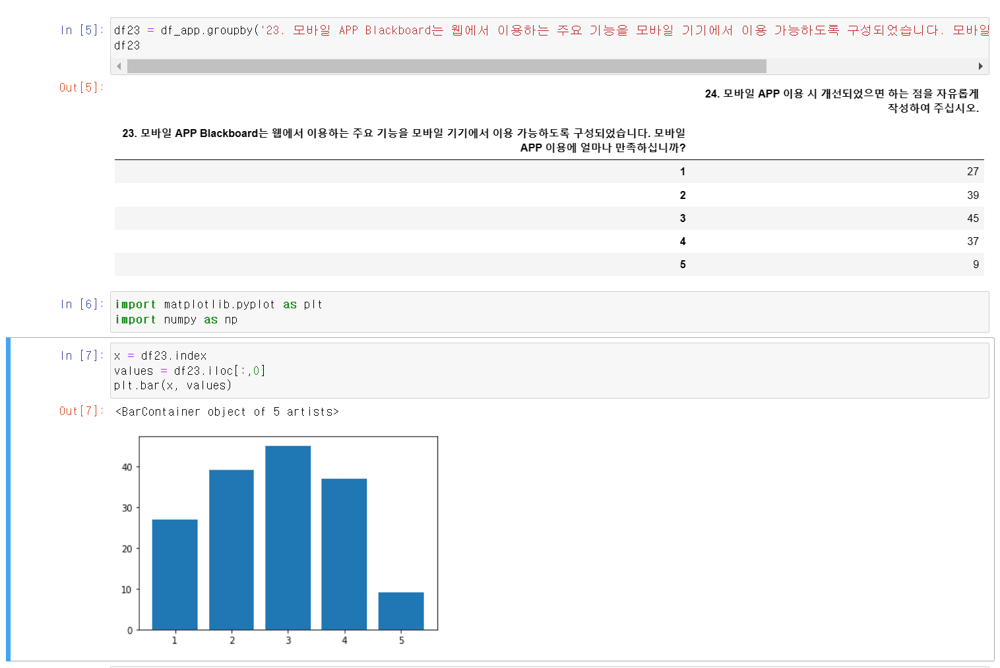 In [5]: df23 = df_app.groupby('23. 모바일 APP Blackboard는 웹에서 이용하는 주요 기능을 모바일 기기에서 이용 가능하도록 구성되었습니다. 모바일
df23
Out[5]:
24. 모바일 APP 이용 시 개선되었으면 하는 점을 자유롭게
작성하여 주십시오.
23. 모바일 APP Blackboard는 웹에서 이용하는 주요 기능을 모바일 기기에서 이용 가능하도록 구성되었습니다. 모바일
APP 이용에 얼마나 만족하십니까?
1 27
2 39
3 45
4 37
5 9
In [6]: import matplotlib.pyplot as plt
import numpy as np
In [7]: x = df23.index
values = df23.iloc[:,0]
plt.bar(x, values)
Out[7]: <BarContainer object of 5 artists>
40
30
20
10
0
1 2 3 4 5